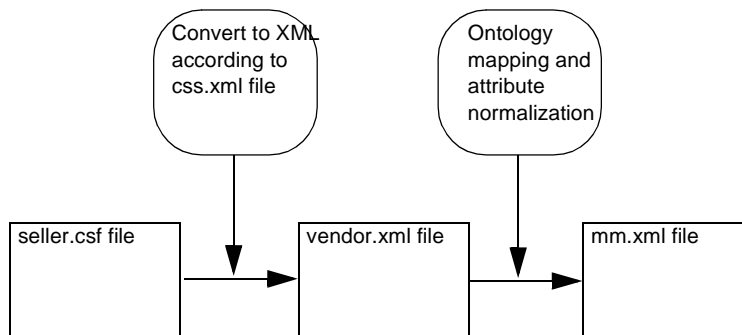 Convert to XML
according to
css.xml file
Ontology
mapping and
attribute
normalization
seller.csf file
vendor.xml file
mm.xml file